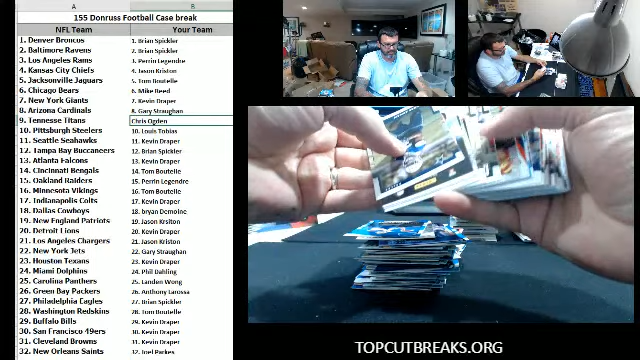 A B
155 Donruss Football Case break
NFL Team Your Team
1. Denver Broncos 1. Brian Spickler
2. Baltimore Ravens 2. Brian Spickler
3. Los Angeles Rams 3. Perrin Legendre
4. Kansas City Chiefs 4. Jason Kriston
5. Jacksonville Jaguars 5. Tom Boutelle
6. Chicago Bears 6. Mike Reed
7. New York Giants 7. Kevin Draper
8. Arizona Cardinals 8. Gary Straughan
9. Tennesse Titans Chris Ogden
10. Pittsburgh Steelers 10. Louis Tobias
11. Seattle Seahawks 11. Kevin Draper
12. Tampa Bay Buccaneers 12. Brian Spickler
13. Atlanta Falcons 13. Kevin Draper
14. Cincinnati Bengals 14. Tom Boutelle
15. Oakland Raiders 15. Perrin Legendre
16. Minnesota Vikings 16. Tom Boutelle
17. Indianapolis Colts 17. Kevin Draper
18. Dallas Cowboys 18. bryan Demoine
19. New England Patriots 19. Jason Krsiton
20. Detroit Lions 20. Kevin Draper
21. Los Angeles Chargers 21. Jason Kriston
22. New York Jets 22. Gary Straughan
23. Houston Texans 23. Kevin Draper
24. Miami Dolphins 24. Phil Dahling
25. Carolina Panthers 25. Landen Wong
26. Green Bay Packers 26. Anthony Larossa
27. Philadelphia Eagles 27. Brian Spickler
28. Washington Redskins 28. Tom Boutelle
29. Buffalo Bills 29. Kevin Draper
30. San Francisco 49ers 30. Kevin Draper
31. Cleveland Browns 31. Kevin Draper
32. New Orleans Saints 32. Joel Parkes
TOPCUTBREAKS.ORG